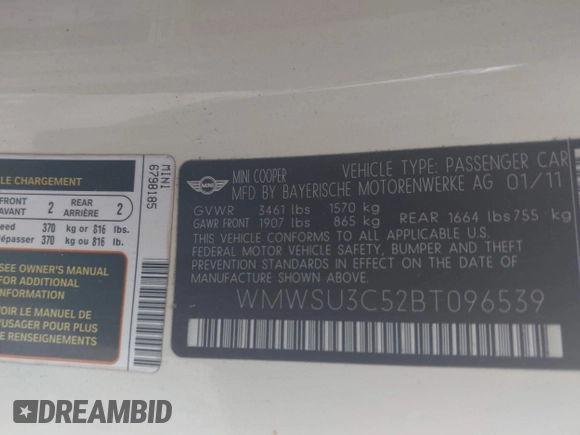 MINI
6798185
LE CHARGEMENT
FRONT
AVANT 2 REAR
ARRIÈRE 2
370 kg or 816 lbs.
370 kg ou 816 lb.
SEE OWNER'S MANUAL
FOR ADDITIONAL
INFORMATION
VOIR LE MANUEL
D'USAGER POUR PLUS
DE RENSEIGNEMENTS
MINI
MINI COOPER VEHICLE TYPE: PASSENGER CAR
MFD BY BAYERISCHE MOTORENWERKE AG 01/11
GVWR 3461 lbs 1570 kg
GAWR FRONT 1907 lbs 865 kg REAR 1664 lbs 755 kg
THIS VEHICLE CONFORMS TO ALL APPLICABLE U.S.
FEDERAL MOTOR VEHICLE SAFETY, BUMPER AND THEFT
PREVENTION STANDARDS IN EFFECT ON THE DATE OF
MANUFACTURE SHOWN ABOVE.
WMWSU3C52BT096539
DREAMBID